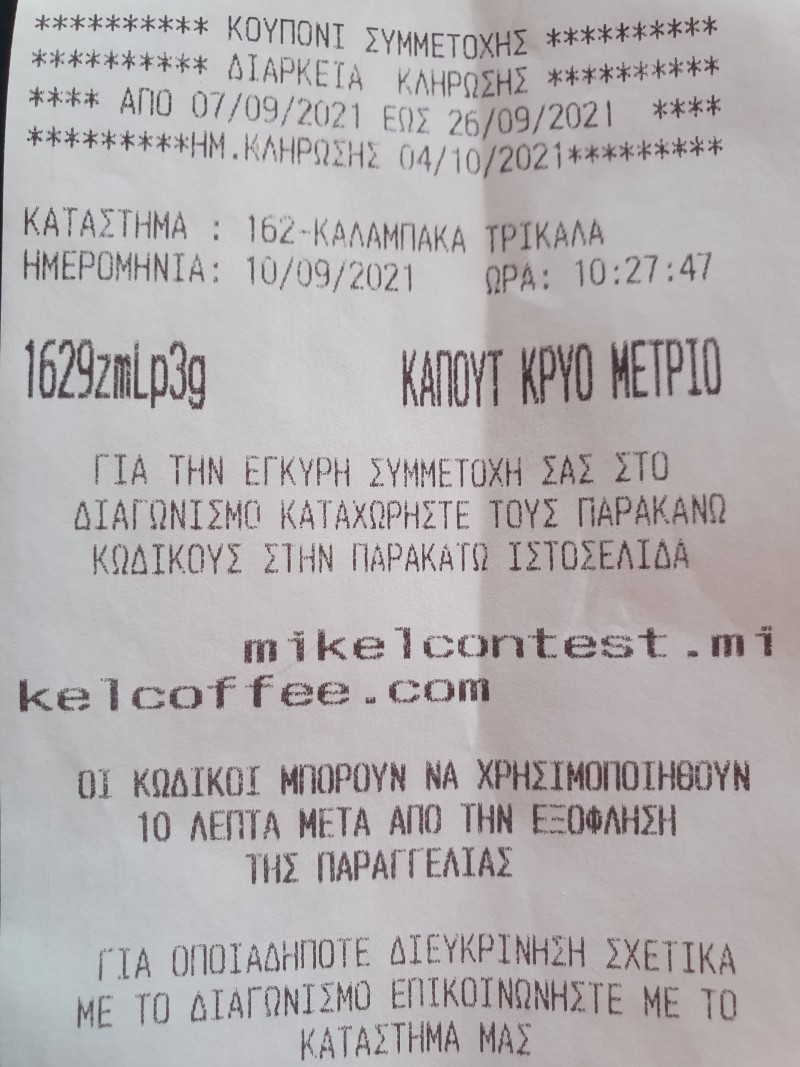 ********** ΚΟΥΠΟΝΙ ΣΥΜΜΕΤΟΧΗΣ **********
********** ΔΙΑΡΚΕΙΑ ΚΛΗΡΩΣΗΣ **********
**** ΑΠΟ 07/09/2021 ΕΩΣ 26/09/2021 ****
*********ΗΜ.ΚΛΗΡΩΣΗΣ 04/10/2021*********
ΚΑΤΑΣΤΗΜΑ : 162-ΚΑΛΑΜΠΑΚΑ ΤΡΙΚΑΛΑ
ΗΜΕΡΟΜΗΝΙΑ: 10/09/2021 ΩΡΑ: 10:27:47
1629zmLp3g ΚΑΠΟΥΤ ΚΡΥΟ ΜΕΤΡΙΟ
ΓΙΑ ΤΗΝ ΕΓΚΥΡΗ ΣΥΜΜΕΤΟΧΗ ΣΑΣ ΣΤΟ
ΔΙΑΓΩΝΙΣΜΟ ΚΑΤΑΧΩΡΗΣΤΕ ΤΟΥΣ ΠΑΡΑΚΑΝΩ
ΚΩΔΙΚΟΥΣ ΣΤΗΝ ΠΑΡΑΚΑΤΩ ΙΣΤΟΣΕΛΙΔΑ
mikelcontest.mi
kelcoffee.com
ΟΙ ΚΩΔΙΚΟΙ ΜΠΟΡΟΥΝ ΝΑ ΧΡΗΣΙΜΟΠΟΙΗΘΟΥΝ
10 ΛΕΠΤΑ ΜΕΤΑ ΑΠΟ ΤΗΝ ΕΞΟΦΛΗΣΗ
ΤΗΣ ΠΑΡΑΓΓΕΛΙΑΣ
ΓΙΑ ΟΠΟΙΑΔΗΠΟΤΕ ΔΙΕΥΚΡΙΝΗΣΗ ΣΧΕΤΙΚΑ
ΜΕ ΤΟ ΔΙΑΓΩΝΙΣΜΟ ΕΠΙΚΟΙΝΩΝΗΣΤΕ ΜΕ ΤΟ
ΚΑΤΑΣΤΗΜΑ ΜΑΣ